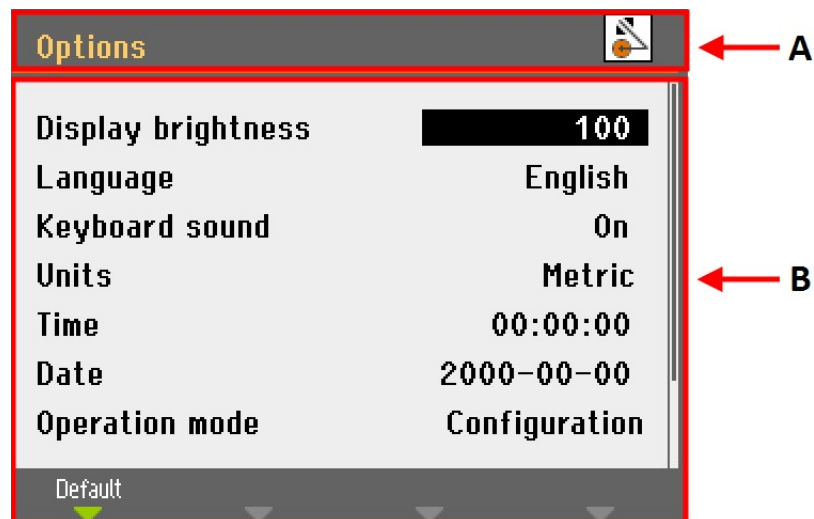 Options
A
Display brightness 100
Language English
Keyboard sound On
Units Metric
B
Time 00:00:00
Date 2000-00-00
Operation mode Configuration
Default